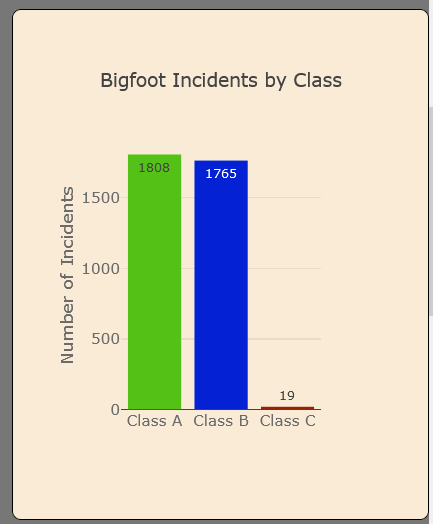 Bigfoot Incidents by Class
Number of Incidents
1808
1765
1500
1000
500
19
0
Class A Class B Class C